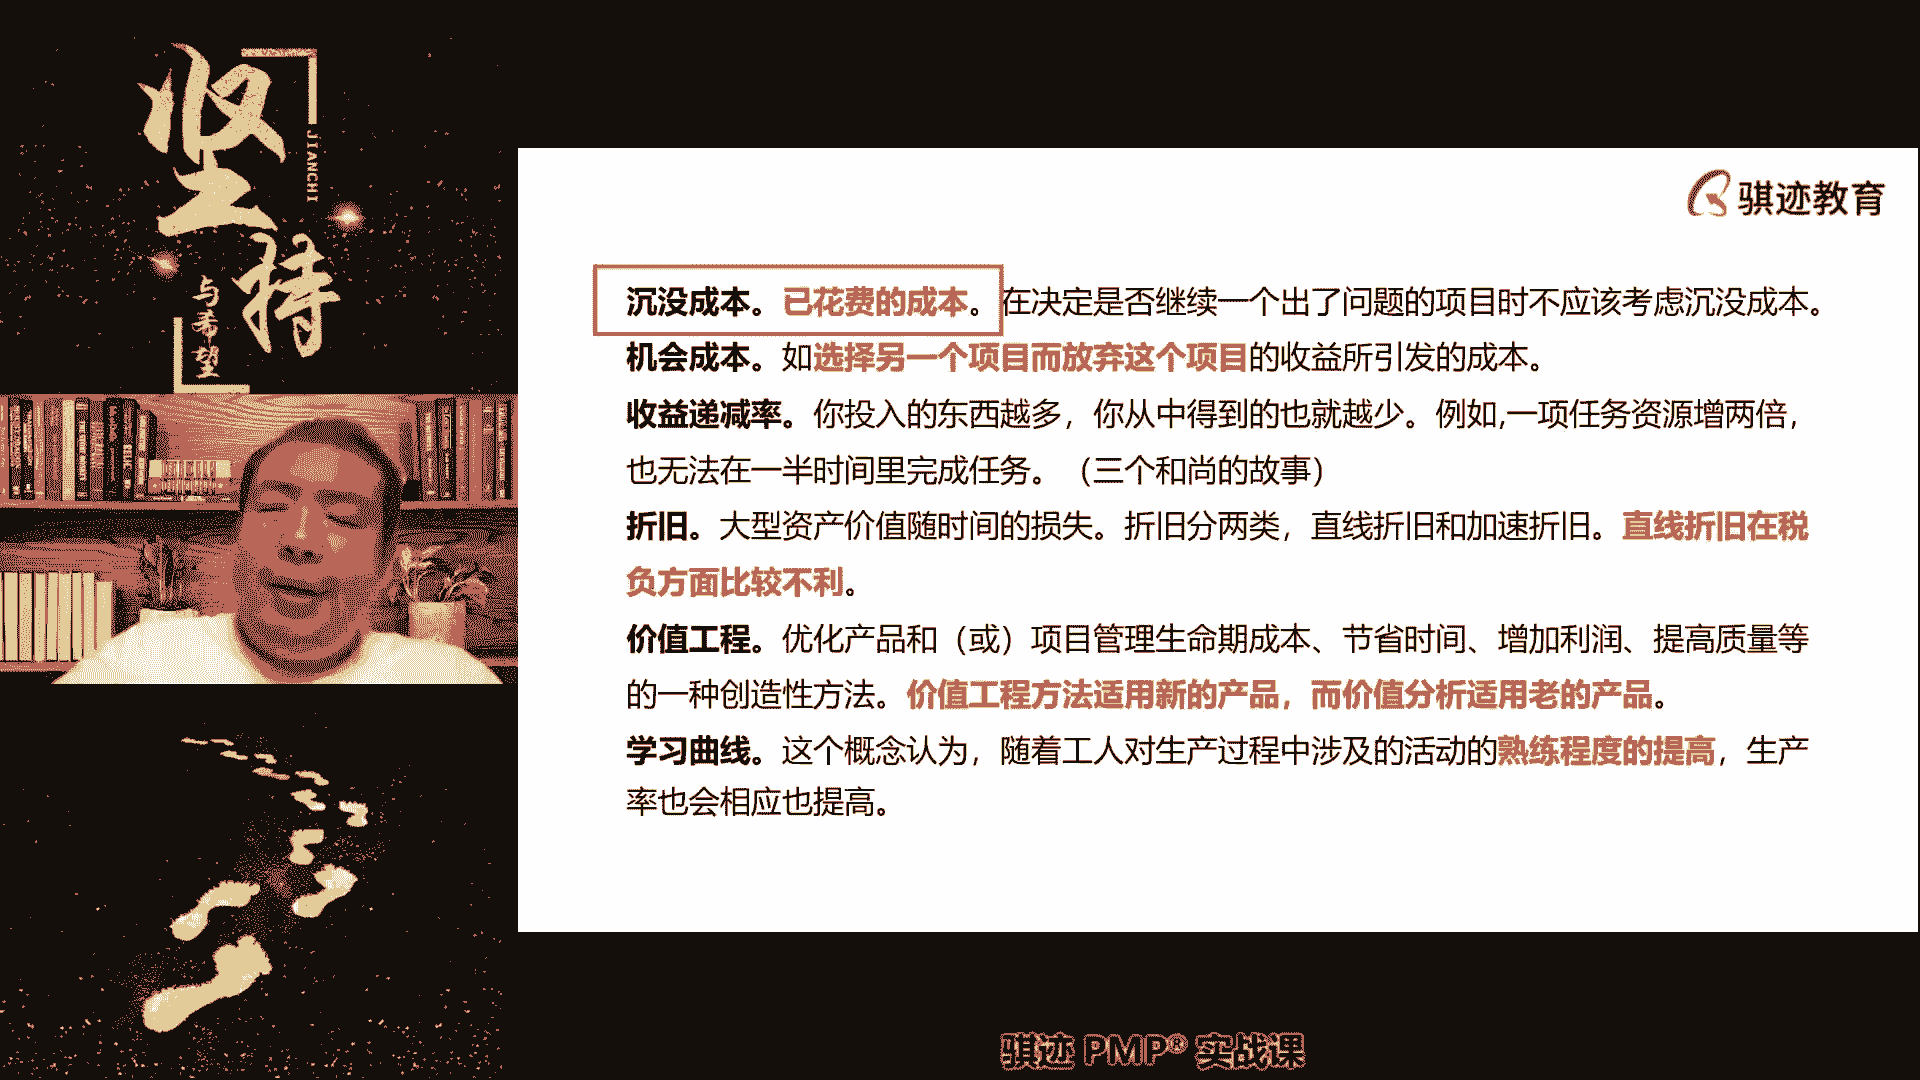 坚持
JIANCHI
与希望
骐迹教育
沉没成本。已花费的成本。在决定是否继续一个出了问题的项目时不应该考虑沉没成本。
机会成本。如选择另一个项目而放弃这个项目的收益所引发的成本。
收益递减率。你投入的东西越多，你从中得到的也就越少。例如,一项任务资源增两倍，
也无法在一半时间里完成任务。（三个和尚的故事）
折旧。大型资产价值随时间的损失。折旧分两类，直线折旧和加速折旧。直线折旧在税
负方面比较不利。
价值工程。优化产品和（或）项目管理生命期成本、节省时间、增加利润、提高质量等
的一种创造性方法。价值工程方法适用新的产品，而价值分析适用老的产品。
学习曲线。这个概念认为，随着工人对生产过程中涉及的活动的熟练程度的提高，生产
率也会相应也提高。
骐迹 PMP® 实战课